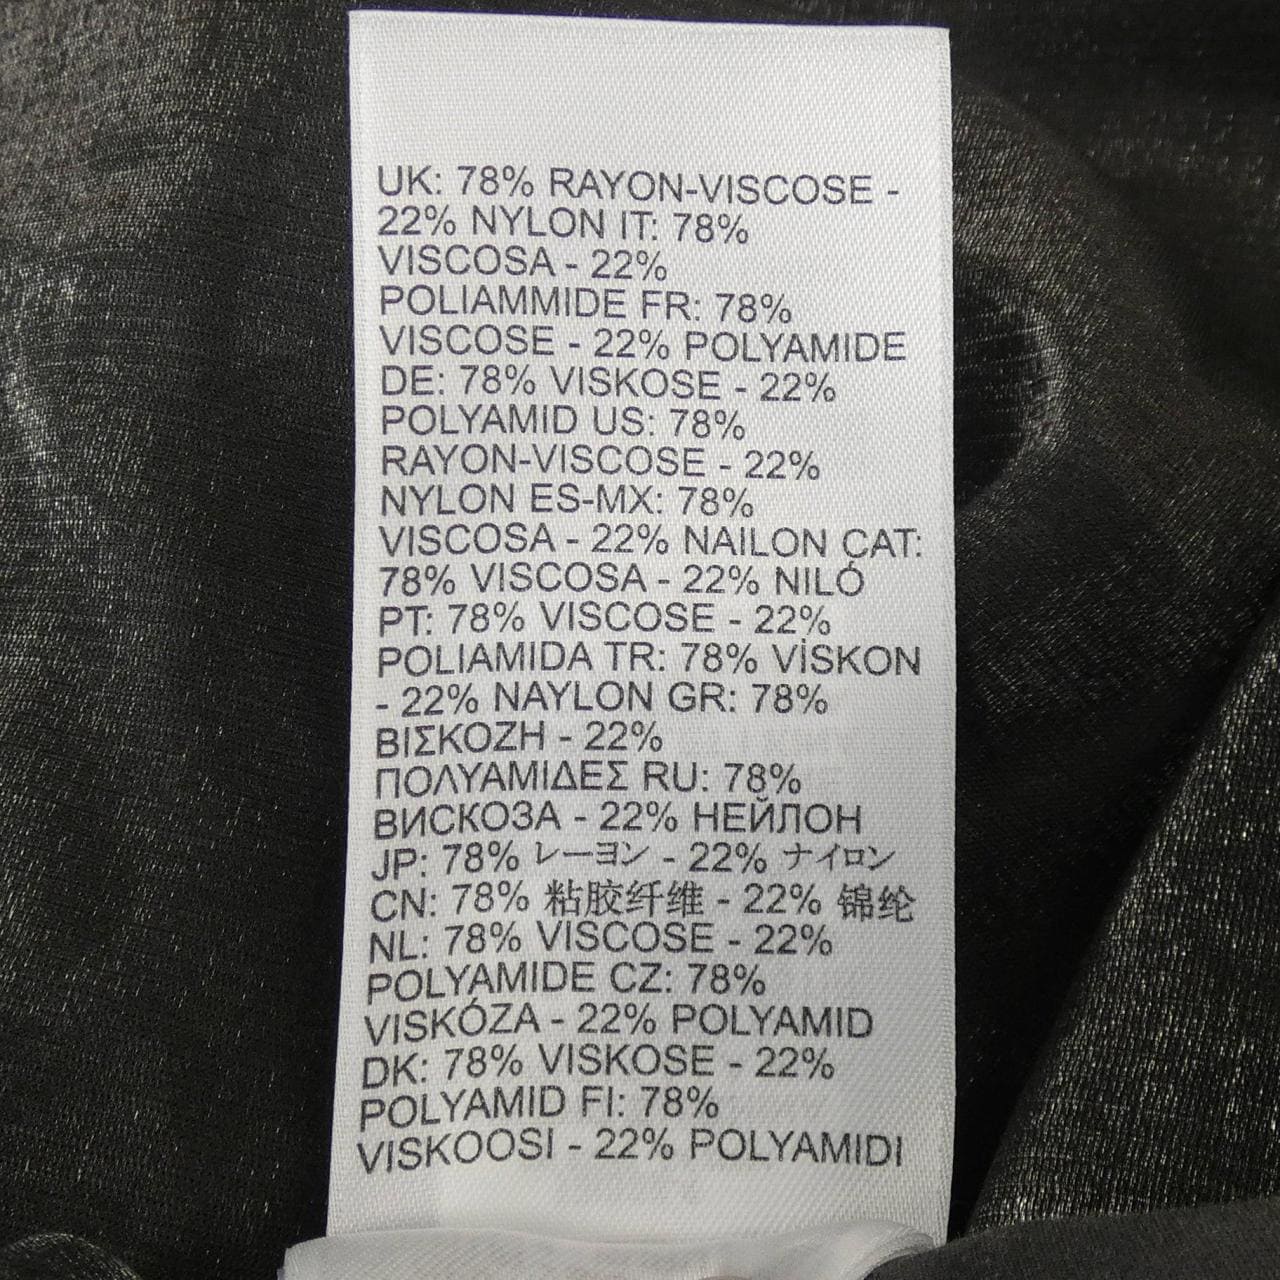 UK: 78% RAYON-VISCOSE -
22% NYLON IT: 78%
VISCOSA - 22%
POLIAMMIDE FR: 78%
VISCOSE - 22% POLYAMIDE
DE: 78% VISKOSE - 22%
POLYAMID US: 78%
RAYON-VISCOSE - 22%
NYLON ES-MX: 78%
VISCOSA - 22% NAILON CAT:
78% VISCOSA - 22% NILÓ
PT: 78% VISCOSE - 22%
POLIAMIDA TR: 78% VİSKON
- 22% NAYLON GR: 78%
ΒΙΣΚΟΖΗ - 22%
ΠΟΛΥΑΜΙΔΕΣ RU: 78%
ВИСКОЗА - 22% НЕЙЛОН
JP: 78% レーヨン - 22% ナイロン
CN: 78% 粘胶纤维 - 22% 锦纶
NL: 78% VISCOSE - 22%
POLYAMIDE CZ: 78%
VISKÓZA - 22% POLYAMID
DK: 78% VISKOSE - 22%
POLYAMID FI: 78%
VISKOOSI - 22% POLYAMIDI